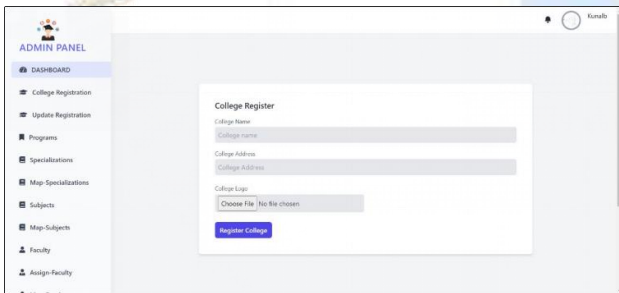 Kunalb
ADMIN PANEL
DASHBOARD
College Registration
Update Registration
Programs
Specializations
Map-Specializations
Subjects
Map-Subjects
Faculty
Assign-Faculty
College Register
College Name
College name
College Address
College Address
College Logo
Choose File No file chosen
Register College